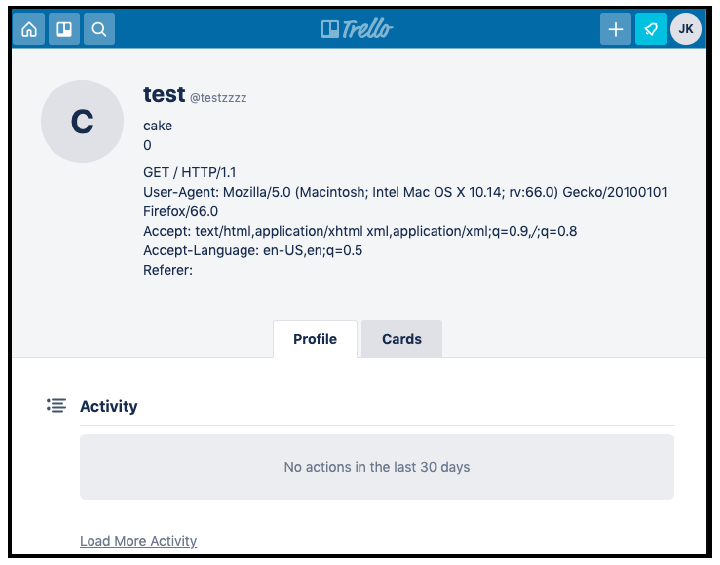 Trello
JK
C
test @testzzzz
cake
0
GET / HTTP/1.1
User-Agent: Mozilla/5.0 (Macintosh; Intel Mac OS X 10.14; rv:66.0) Gecko/20100101
Firefox/66.0
Accept: text/html,application/xhtml xml,application/xml;q=0.9,/;q=0.8
Accept-Language: en-US,en;q=0.5
Referer:
Profile
Cards
Activity
No actions in the last 30 days
Load More Activity